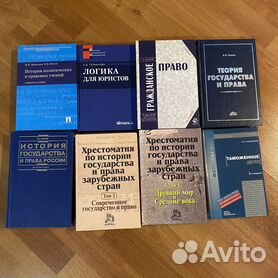 История политических
и правовых учений
ЛОГИКА
ДЛЯ ЮРИСТОВ
ГРАЖДАНСКОЕ
ПРАВО
ТЕОРИЯ
ГОСУДАРСТВА
И ПРАВА
ИСТОРИЯ
ГОСУДАРСТВА
И ПРАВА РОССИИ
Хрестоматия
по истории
государства
и права
зарубежных
стран
Том 2
Современное
государство и право
Хрестоматия
по истории
государства
и права
зарубежных
стран
Том 1
Древний мир
и
Средние века
ТАМОЖЕННОЕ
Avito